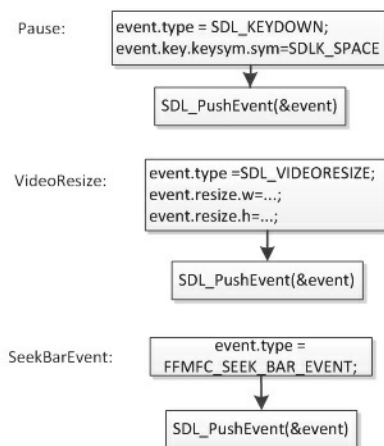 Pause:
event.type = SDL_KEYDOWN;
event.key.keysym.sym=SDLK_SPACE
SDL_PushEvent(&event)
VideoResize:
event.type =SDL_VIDEORESIZE;
event.resize.w=...;
event.resize.h=...;
SDL_PushEvent(&event)
SeekBarEvent:
event.type =
FFMFC_SEEK_BAR_EVENT;
SDL_PushEvent(&event)